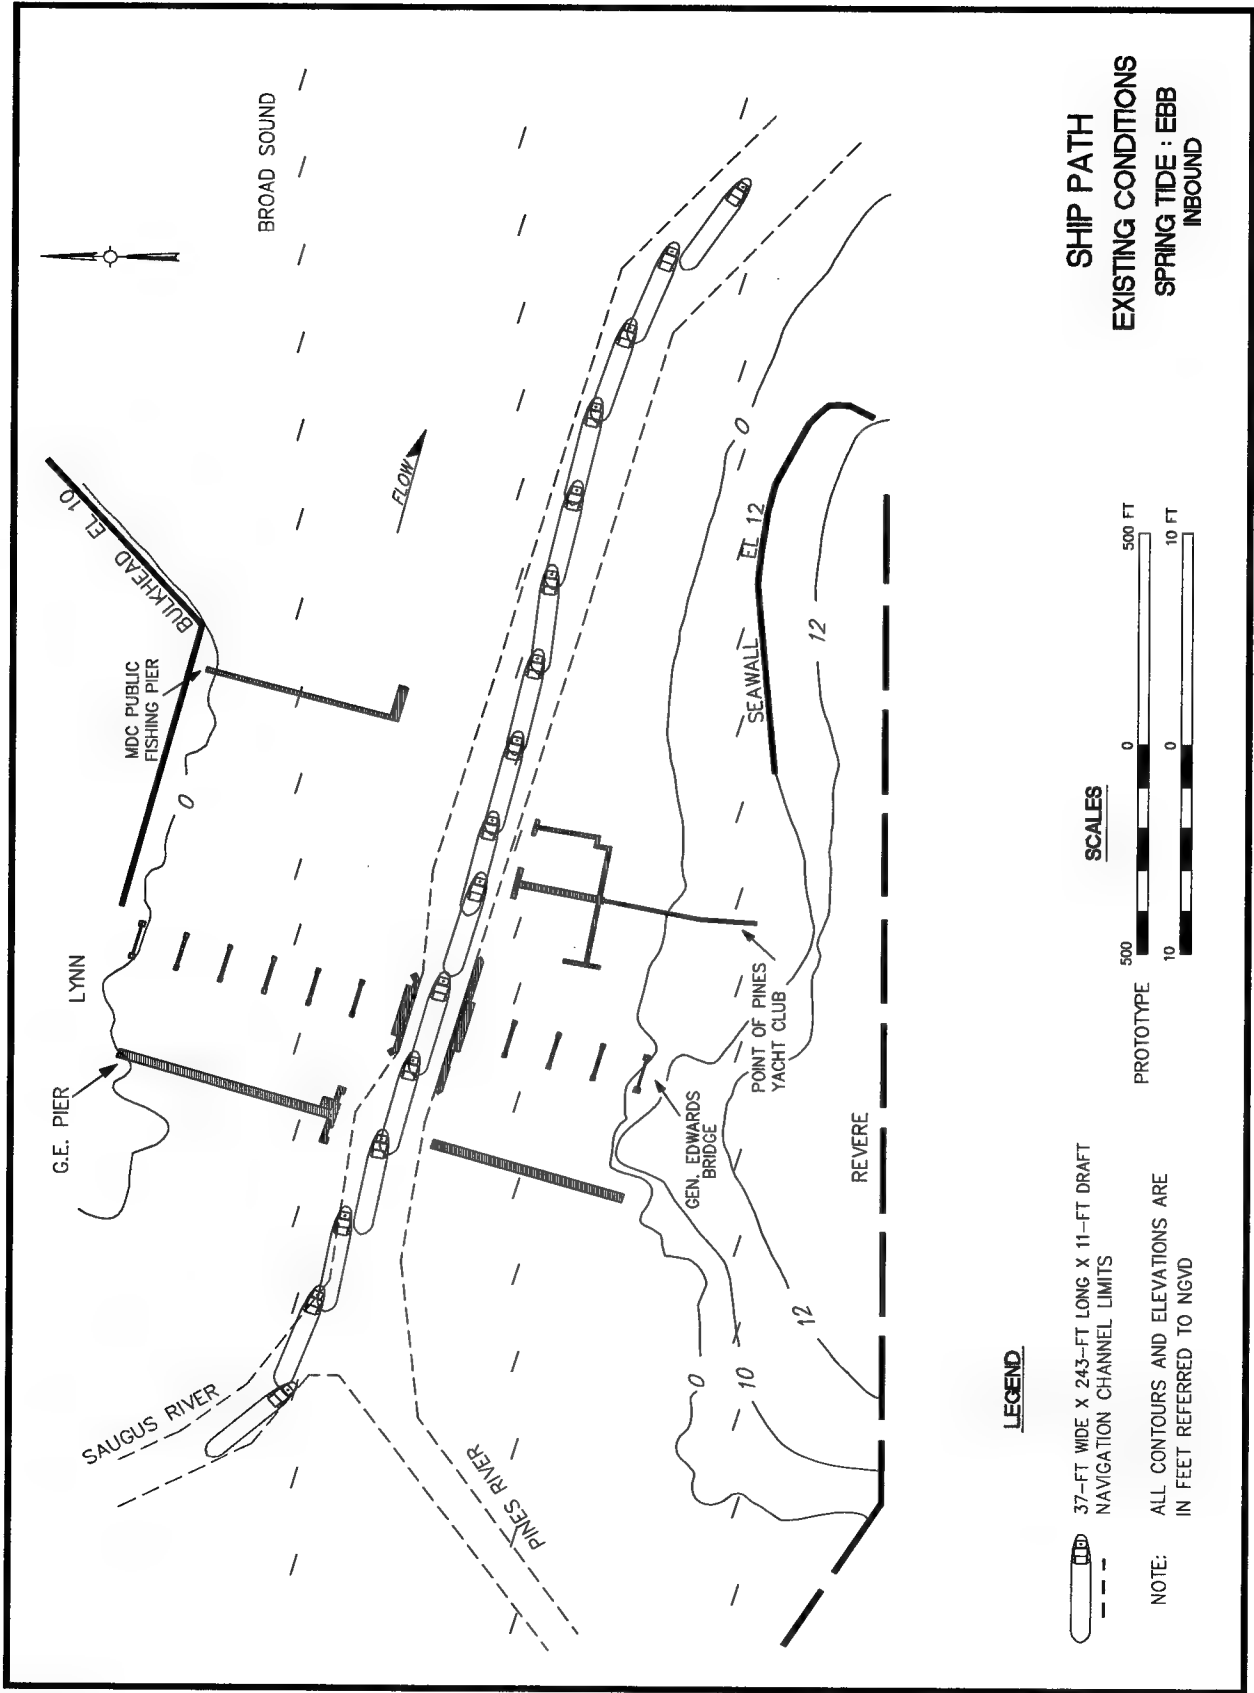 SHIP PATH
EXISTING CONDITIONS
SPRING TIDE : EBB
INBOUND
BROAD SOUND
FLOW
BULKHEAD EL 10
MDC PUBLIC
FISHING PIER
0
LYNN
G.E. PIER
SAUGUS RIVER
PINES RIVER
0
SEAWALL EL 12
12
POINT OF PINES
YACHT CLUB
GEN. EDWARDS
BRIDGE
REVERE
12
10
0
LEGEND
37-FT WIDE X 243-FT LONG X 11-FT DRAFT
NAVIGATION CHANNEL LIMITS
NOTE: ALL CONTOURS AND ELEVATIONS ARE
IN FEET REFERRED TO NGVD
SCALES
PROTOTYPE 500 0 500 FT
10 0 10 FT